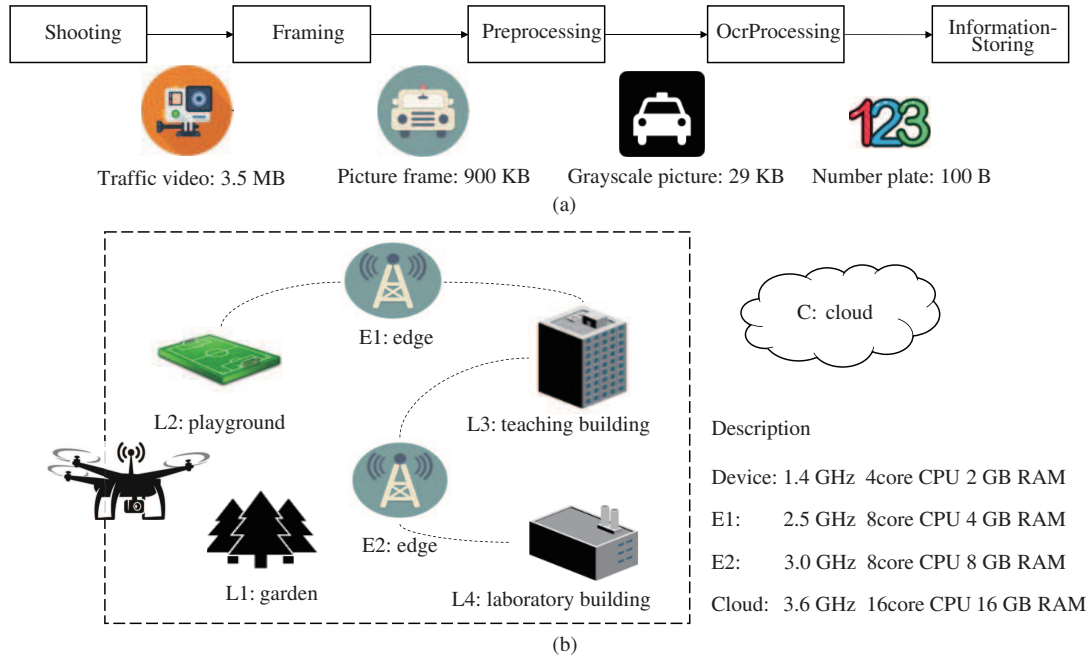 Shooting
Framing
Preprocessing
OcrProcessing
Information-
Storing
123
Traffic video: 3.5 MB
Picture frame: 900 KB
Grayscale picture: 29 KB
Number plate: 100 B
(a)
E1: edge
C: cloud
L2: playground
L3: teaching building
Description
Device: 1.4 GHz 4core CPU 2 GB RAM
E1: 2.5 GHz 8core CPU 4 GB RAM
E2: edge
E2: 3.0 GHz 8core CPU 8 GB RAM
L1: garden
L4: laboratory building
Cloud: 3.6 GHz 16core CPU 16 GB RAM
(b)